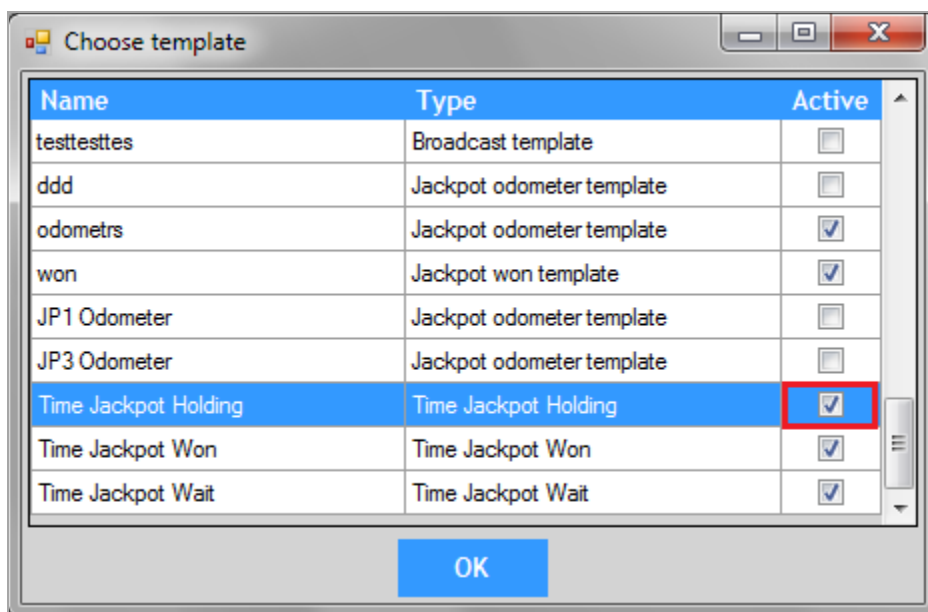 Choose template
Name Type Active
testtesttes Broadcast template
ddd Jackpot odometer template
odometrs Jackpot odometer template
won Jackpot won template
JP1 Odometer Jackpot odometer template
JP3 Odometer Jackpot odometer template
Time Jackpot Holding Time Jackpot Holding
Time Jackpot Won Time Jackpot Won
Time Jackpot Wait Time Jackpot Wait
OK